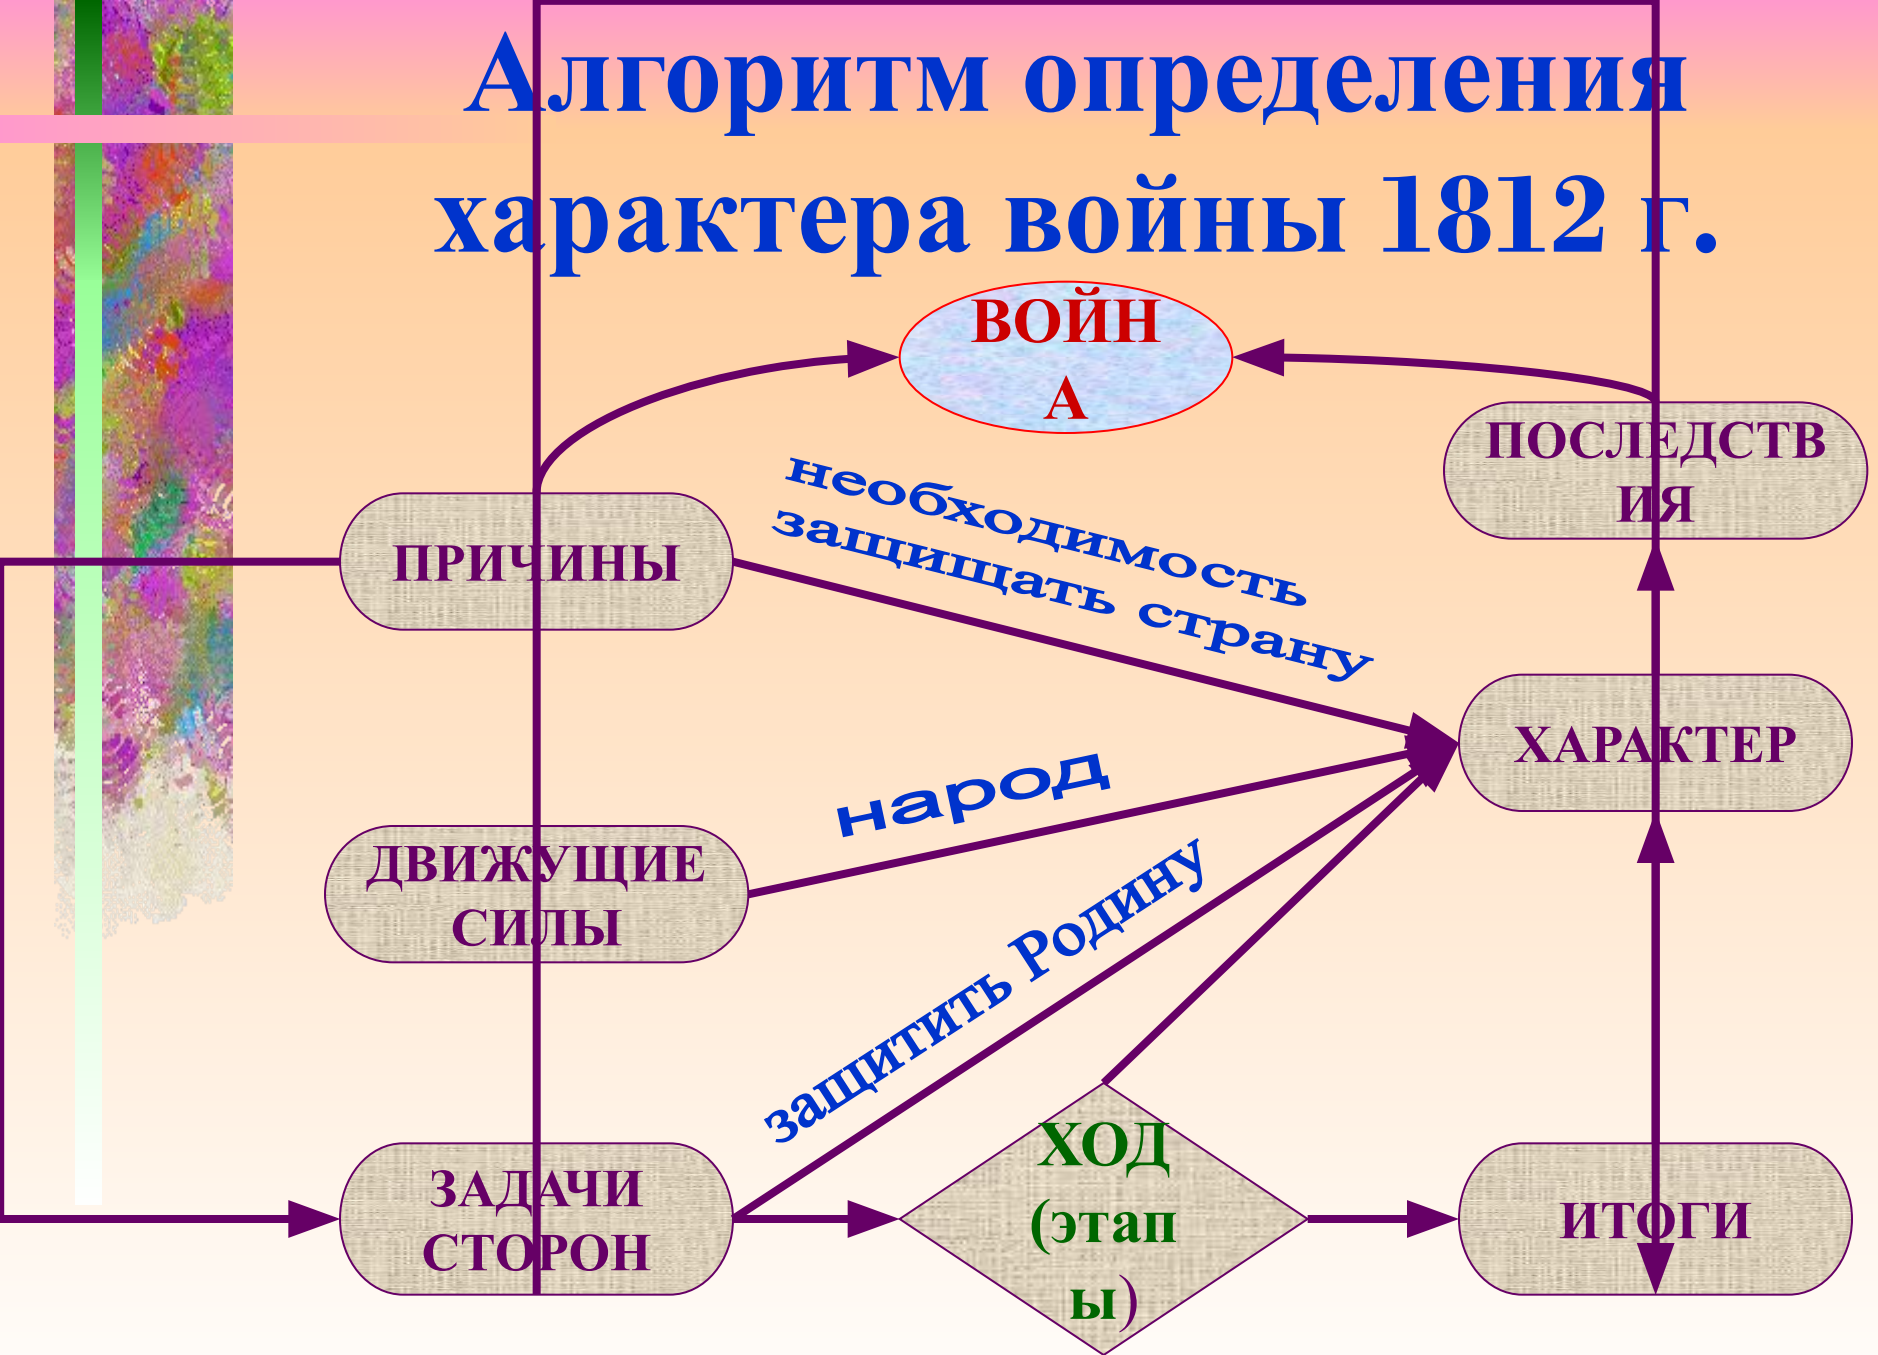 Алгоритм определения
характера войны 1812 г.
ВОЙН
А
ПОСЛЕДСТВ
ИЯ
необходимость
защищать страну
ПРИЧИНЫ
ХАРАКТЕР
народ
ДВИЖУЩИЕ
СИЛЫ
защитить Родину
ЗАДАЧИ
СТОРОН
ХОД
(этап
ы)
ИТОГИ